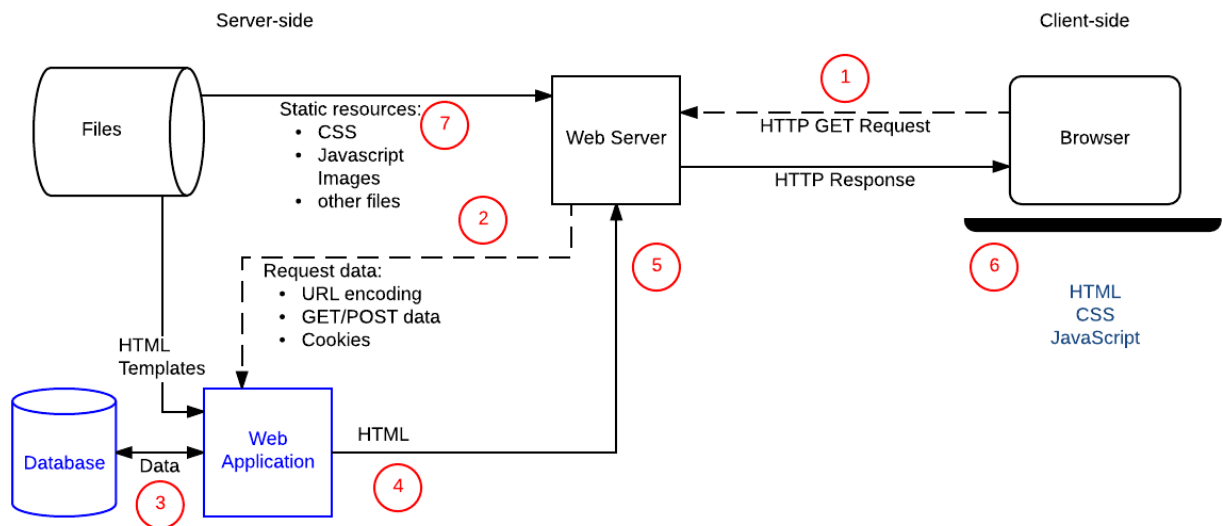 Server-side
Client-side
1
Files
Static resources:
• CSS
• Javascript
Images
• other files
7
Web Server
HTTP GET Request
HTTP Response
Browser
2
5
6
Request data:
• URL encoding
• GET/POST data
• Cookies
HTML
CSS
JavaScript
HTML
Templates
Database
Data
3
Web
Application
HTML
4